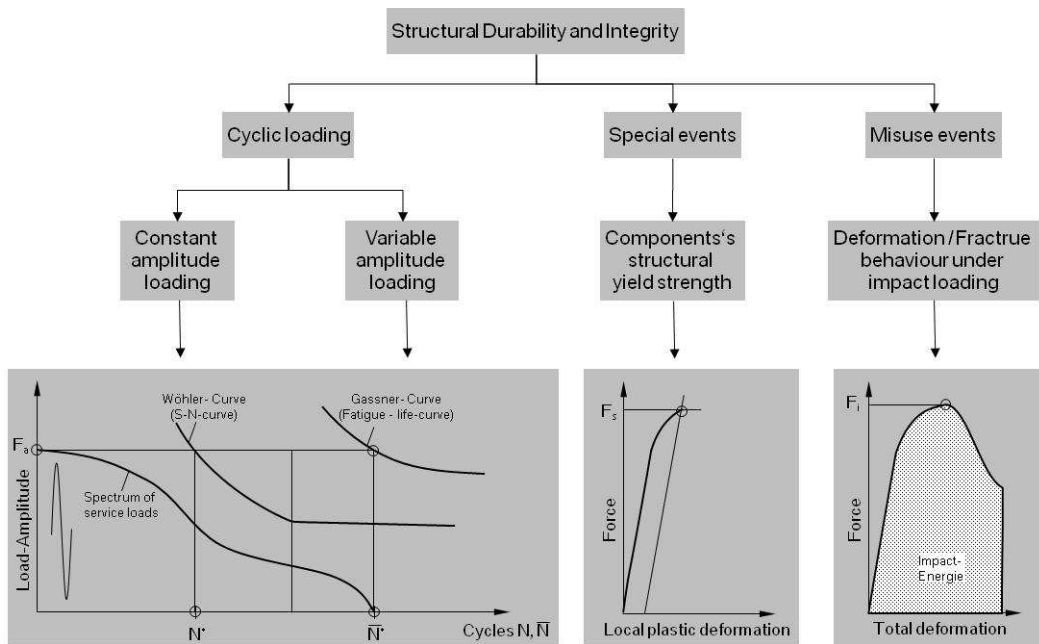 Structural Durability and Integrity
Cyclic loading
Special events
Misuse events
Constant
amplitude
loading
Variable
amplitude
loading
Components's
structural
yield strength
Deformation / Fractrue
behaviour under
impact loading
Wöhler- Curve
(S-N-curve)
Gassner- Curve
(Fatigue - life-curve)
Fa
Spectrum of
service loads
Load-Amplitude
N*
N̅*
Cycles N, N̅
Fs
Force
Local plastic deformation
Fi
Force
Impact-
Energie
Total deformation